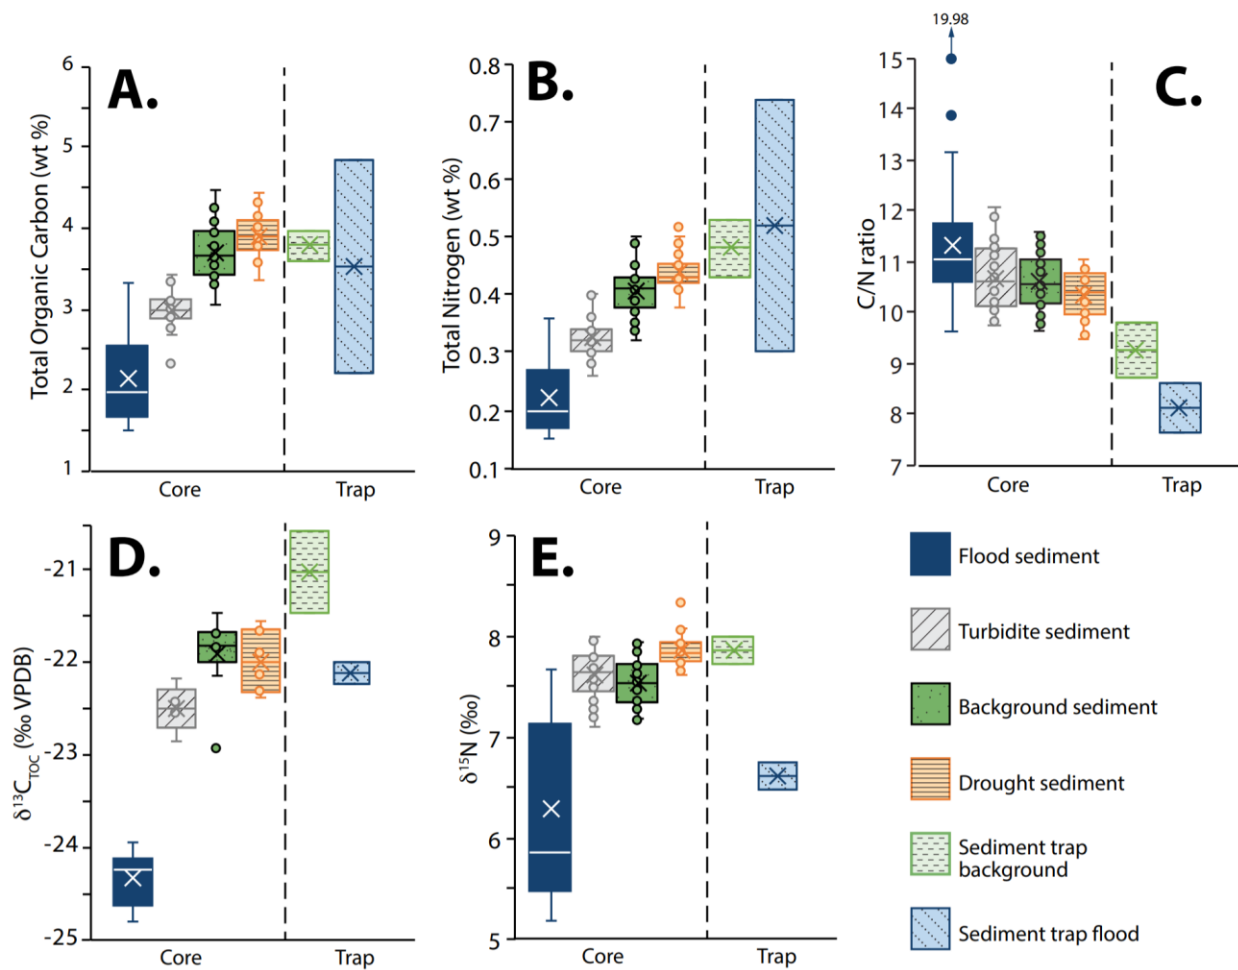 A.
Total Organic Carbon (wt %)
6
5
4
3
2
1
Core
Trap
B.
Total Nitrogen (wt %)
0.8
0.7
0.6
0.5
0.4
0.3
0.2
0.1
Core
Trap
19.98
C.
C/N ratio
15
14
13
12
11
10
9
8
7
Core
Trap
D.
δ¹³C_TOC (‰ VPDB)
-21
-22
-23
-24
-25
Core
Trap
E.
δ¹⁵N (‰)
9
8
7
6
5
Core
Trap
Flood sediment
Turbidite sediment
Background sediment
Drought sediment
Sediment trap
background
Sediment trap flood